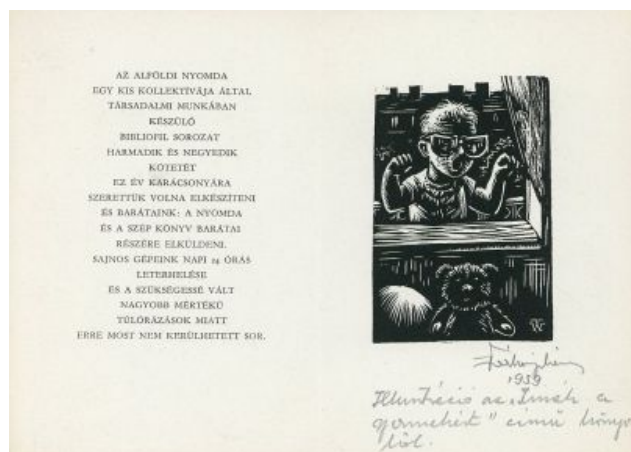 AZ ALFÖLDI NYOMDA
EGY KIS KOLLEKTÍVÁJA ÁLTAL
TÁRSADALMI MUNKÁBAN
KÉSZÜLŐ
BIBLIOFIL SOROZAT
HARMADIK ÉS NEGYEDIK
KÖTETÉT
EZ ÉV KARÁCSONYÁRA
SZERETTÜK VOLNA ELKÉSZÍTENI
ÉS BARÁTAINK: A NYOMDA
ÉS A SZÉP KÖNYV BARÁTAI
RÉSZÉRE ELKÜLDENI.
SAJNOS GÉPEINK NAPI 24 ÓRÁS
LETERHELÉSE
ÉS A SZÜKSÉGESSÉ VÁLT
NAGYOBB MÉRTÉKŰ
TÚLÓRÁZÁSOK MIATT
ERRE MOST NEM KERÜLHETETT SOR.
1959
Illusztráció az „Imák a
gyermekért" című könyv
ből.